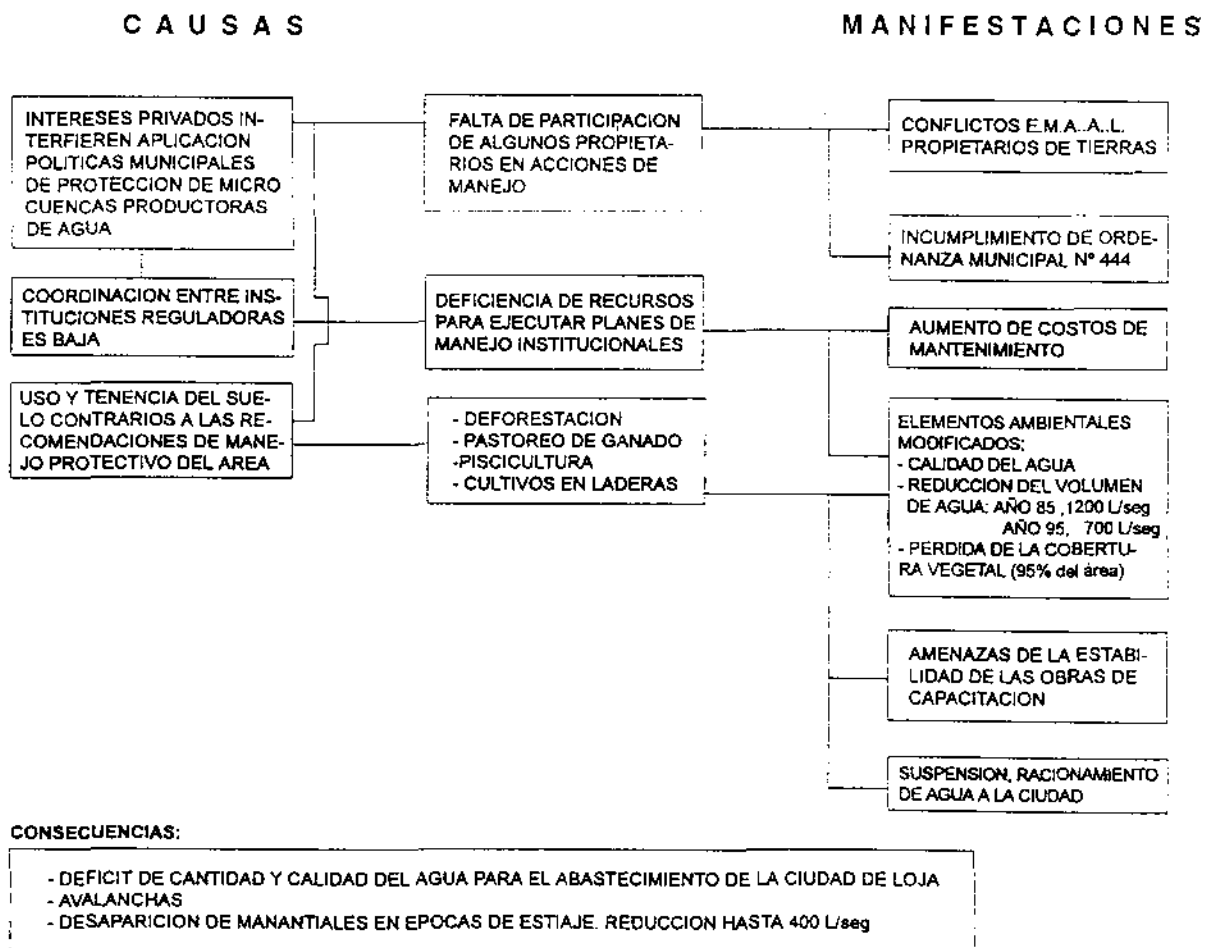 CAUSAS
MANIFESTACIONES
INTERESES PRIVADOS IN-
TERFIEREN APLICACION
POLITICAS MUNICIPALES
DE PROTECCION DE MICRO
CUENCAS PRODUCTORAS
DE AGUA
COORDINACION ENTRE INS-
TITUCIONES REGULADORAS
ES BAJA
USO Y TENENCIA DEL SUE-
LO CONTRARIOS A LAS RE-
COMENDACIONES DE MANE-
JO PROTECTIVO DEL AREA
FALTA DE PARTICIPACION
DE ALGUNOS PROPIETA-
RIOS EN ACCIONES DE
MANEJO
DEFICIENCIA DE RECURSOS
PARA EJECUTAR PLANES DE
MANEJO INSTITUCIONALES
- DEFORESTACION
- PASTOREO DE GANADO
-PISCICULTURA
- CULTIVOS EN LADERAS
CONFLICTOS E.M.A..A..L.
PROPIETARIOS DE TIERRAS
INCUMPLIMIENTO DE ORDE-
NANZA MUNICIPAL Nº 444
AUMENTO DE COSTOS DE
MANTENIMIENTO
ELEMENTOS AMBIENTALES
MODIFICADOS:
- CALIDAD DEL AGUA
- REDUCCION DEL VOLUMEN
DE AGUA: AÑO 85 ,1200 L/seg
AÑO 95, 700 L/seg
- PERDIDA DE LA COBERTU-
RA VEGETAL (95% del área)
AMENAZAS DE LA ESTABI-
LIDAD DE LAS OBRAS DE
CAPACITACION
SUSPENSION, RACIONAMIENTO
DE AGUA A LA CIUDAD
CONSECUENCIAS:
- DEFICIT DE CANTIDAD Y CALIDAD DEL AGUA PARA EL ABASTECIMIENTO DE LA CIUDAD DE LOJA
- AVALANCHAS
- DESAPARICION DE MANANTIALES EN EPOCAS DE ESTIAJE. REDUCCION HASTA 400 L/seg